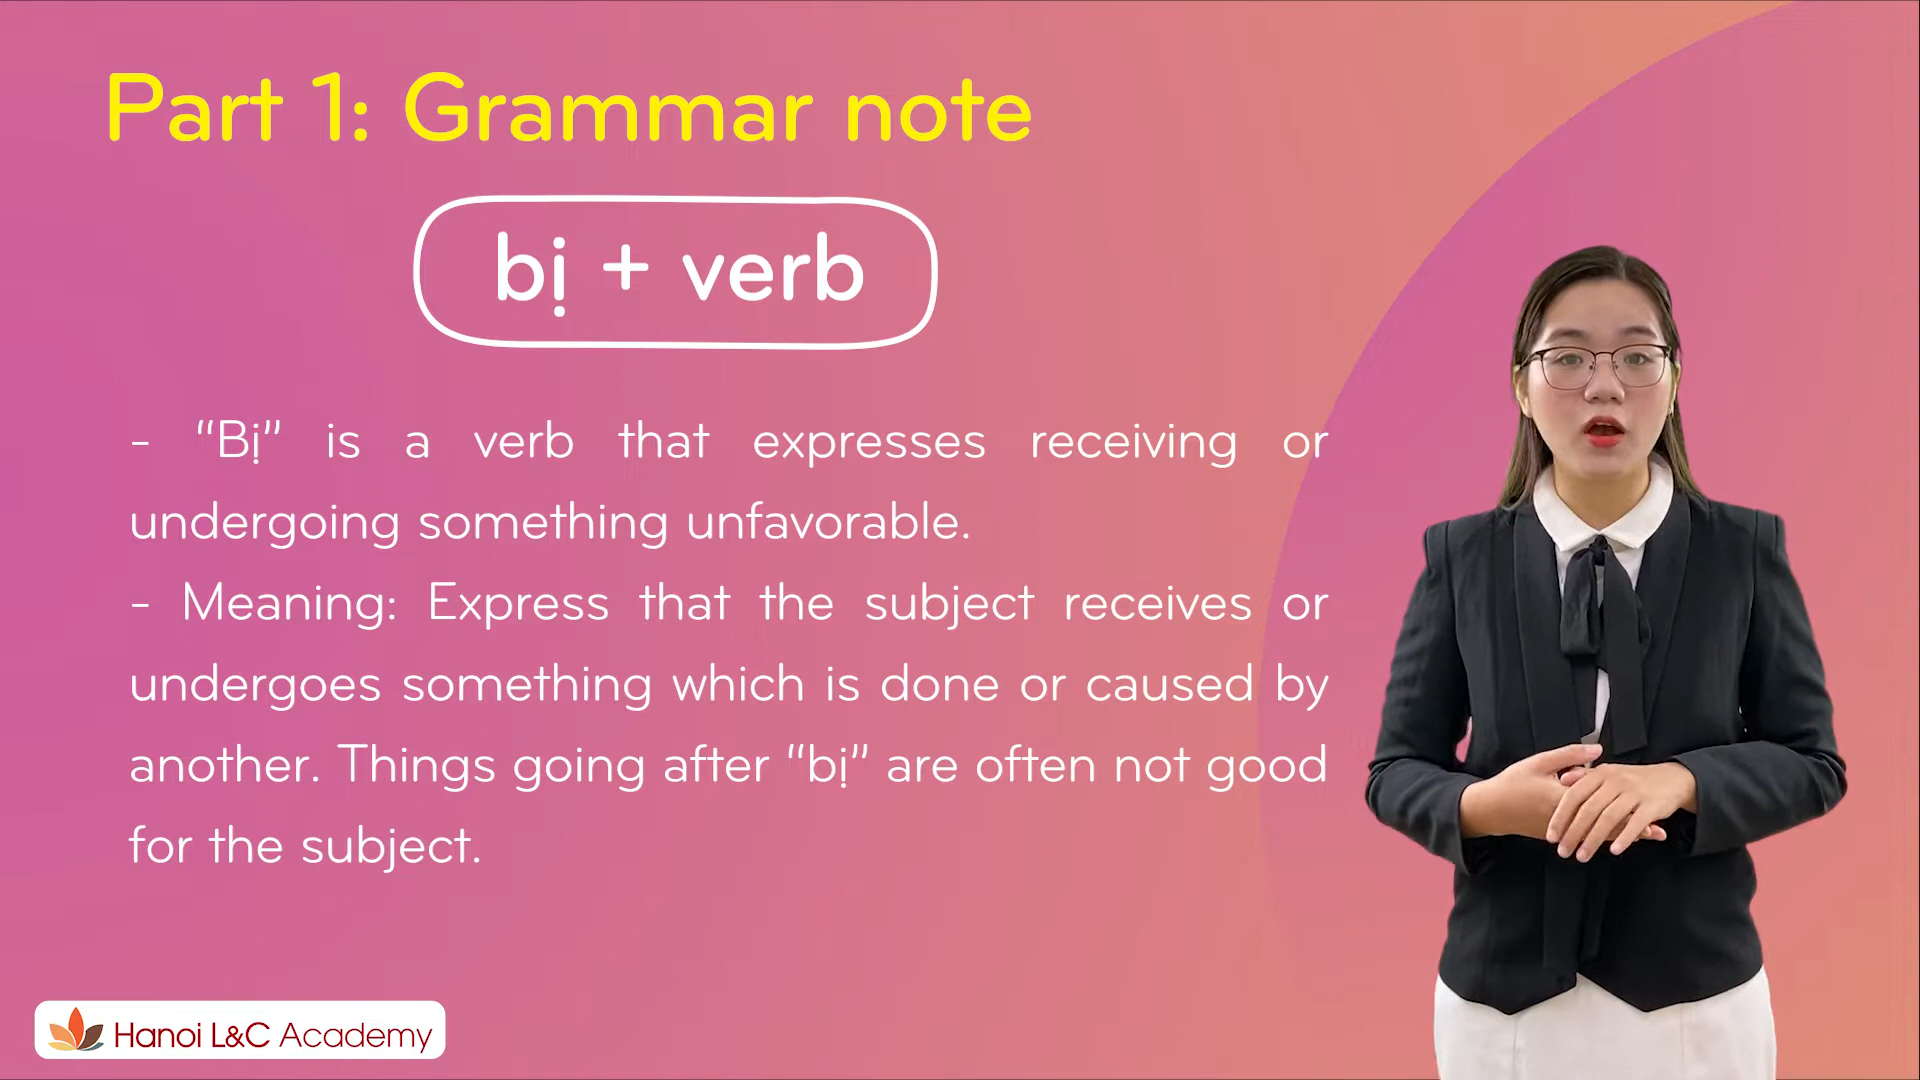 Part 1: Grammar note
bị + verb
- “Bị” is a verb that expresses receiving or
undergoing something unfavorable.
- Meaning: Express that the subject receives or
undergoes something which is done or caused by
another. Things going after “bị” are often not good
for the subject.
Hanoi L&C Academy